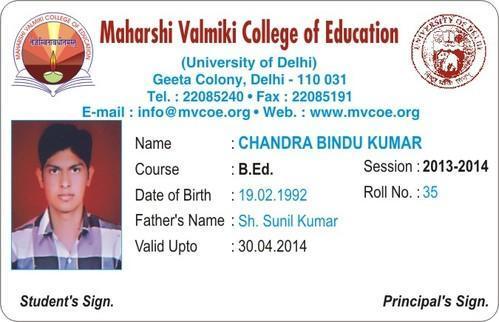 Maharshi Valmiki College of Education
(University of Delhi)
Geeta Colony, Delhi - 110 031
Tel. : 22085240 • Fax : 22085191
E-mail : info@mvcoe.org • Web. : www.mvcoe.org
MAHARSHI VALMIKI COLLEGE OF EDUCATION
तेजस्विनावधीतमस्तु
UNIVERSITY OF DELHI
Name : CHANDRA BINDU KUMAR
Course : B.Ed. Session : 2013-2014
Date of Birth : 19.02.1992 Roll No. : 35
Father's Name : Sh. Sunil Kumar
Valid Upto : 30.04.2014
Student's Sign. Principal's Sign.